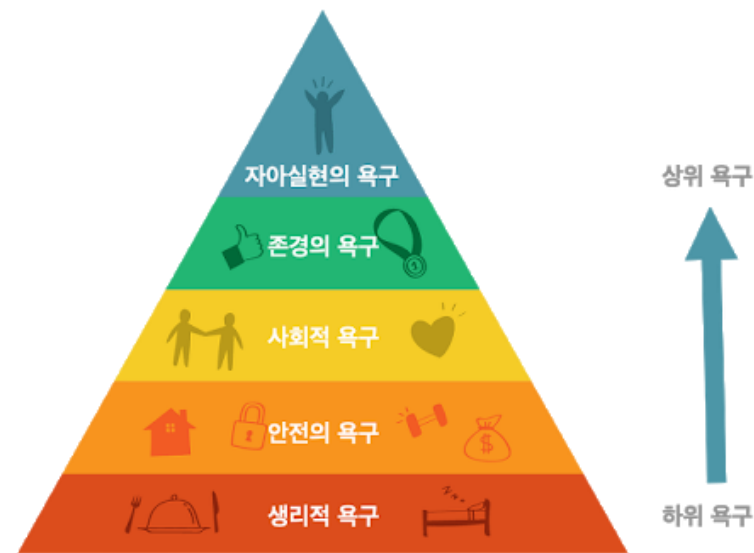 자아실현의 욕구
상위 욕구
존경의 욕구
1
사회적 욕구
안전의 욕구
$
생리적 욕구
하위 욕구